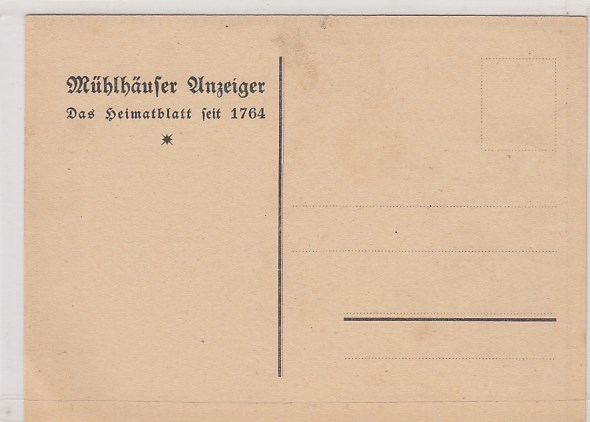 Mühlhäuser Anzeiger
Das Heimatblatt seit 1764